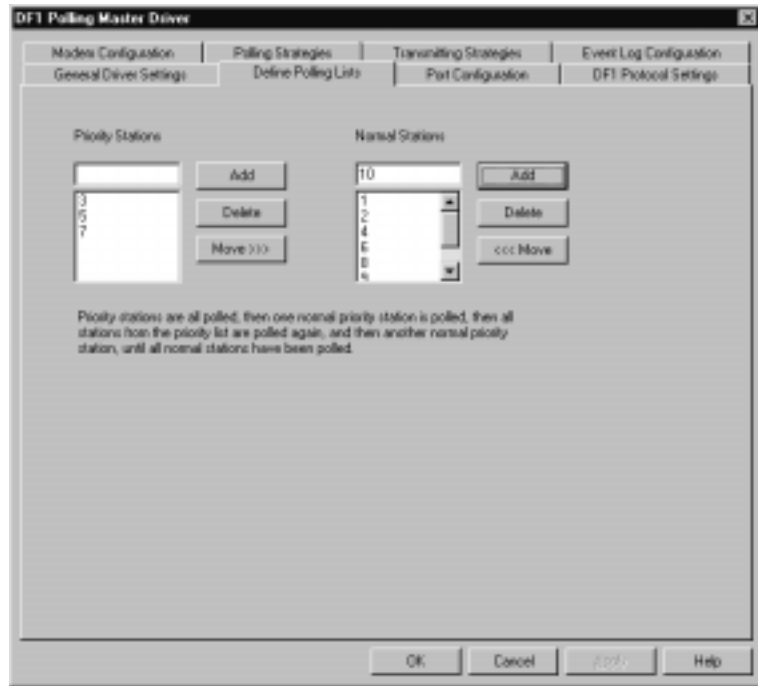 DF1 Polling Master Driver
Modem Configuration
Polling Strategies
Transmitting Strategies
Event Log Configuration
General Driver Settings
Define Polling Lists
Port Configuration
DF1 Protocol Settings
Priority Stations
Normal Stations
Add
10
Add
3
5
7
Delete
Move >>>
1
2
4
6
8
9
Delete
<<< Move
Priority stations are all polled, then one normal priority station is polled, then all
stations from the priority list are polled again, and then another normal priority
station, until all normal stations have been polled.
OK
Cancel
Apply
Help